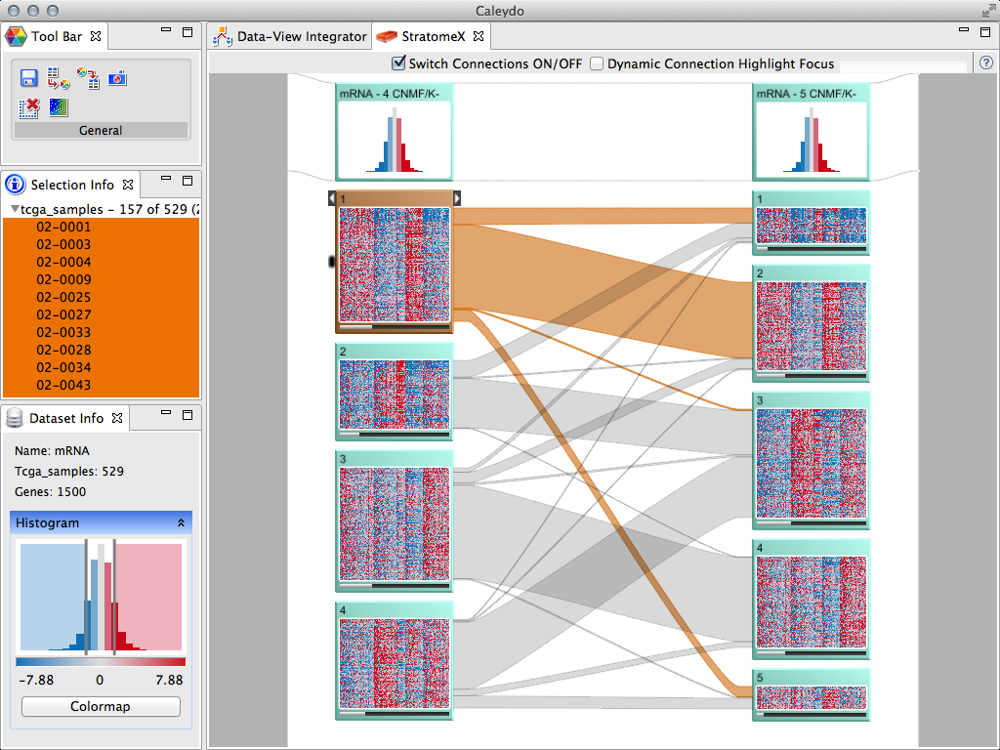 Caleydo
Tool Bar
General
Selection Info
tcga_samples - 157 of 529 (2
02-0001
02-0003
02-0004
02-0009
02-0025
02-0027
02-0033
02-0028
02-0034
02-0043
Dataset Info
Name: mRNA
Tcga_samples: 529
Genes: 1500
Histogram
-7.88 0 7.88
Colormap
Data-View Integrator StratomeX
Switch Connections ON/OFF Dynamic Connection Highlight Focus
mRNA - 4 CNMF/K-
1
2
3
4
mRNA - 5 CNMF/K-
1
2
3
4
5